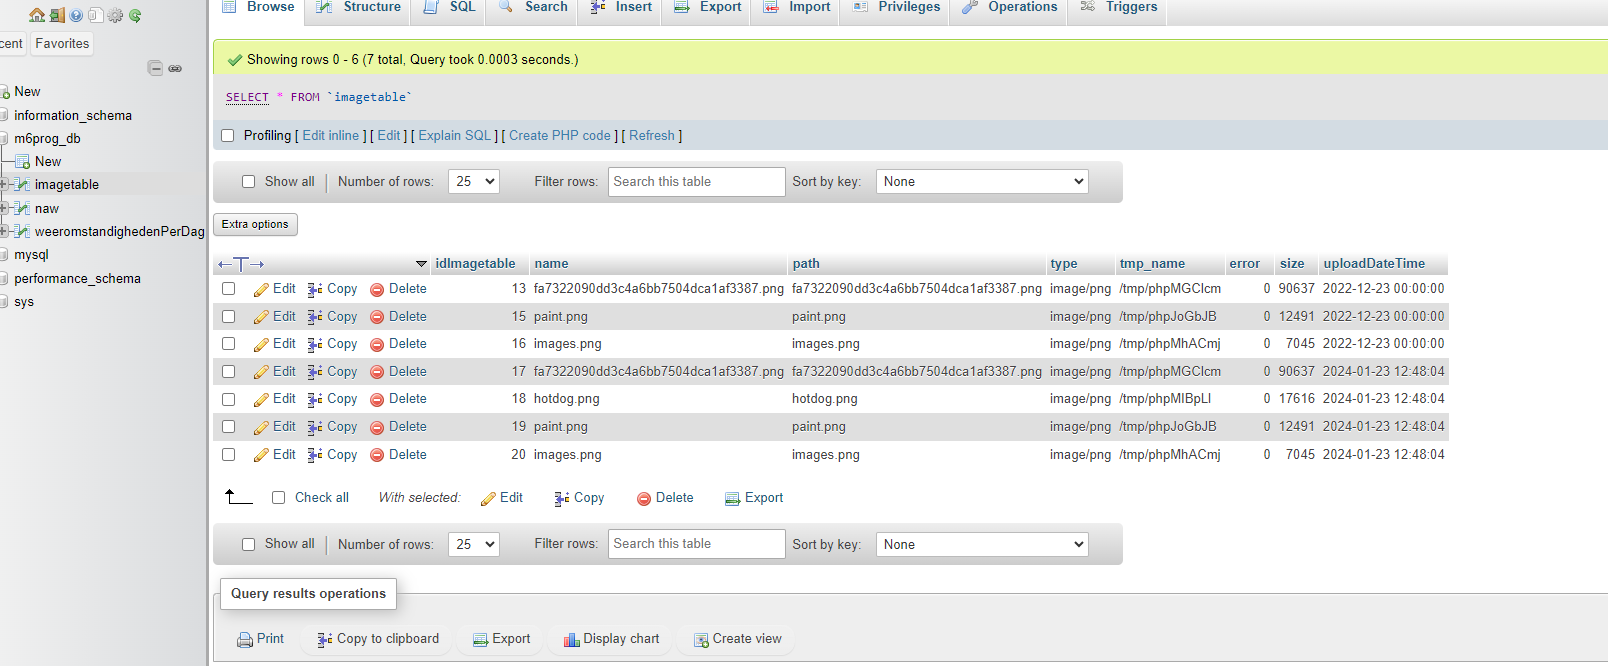 Browse Structure SQL Search Insert Export Import Privileges Operations Triggers
cent Favorites
New
information_schema
m6prog_db
New
imagetable
naw
weeromstandighedenPerDag
mysql
performance_schema
sys
Showing rows 0 - 6 (7 total, Query took 0.0003 seconds.)
SELECT * FROM `imagetable`
Profiling [ Edit inline ] [ Edit ] [ Explain SQL ] [ Create PHP code ] [ Refresh ]
Show all Number of rows: 25 Filter rows: Search this table Sort by key: None
Extra options
idImagetable name path type tmp_name error size uploadDateTime
Edit Copy Delete 13 fa7322090dd3c4a6bb7504dca1af3387.png fa7322090dd3c4a6bb7504dca1af3387.png image/png /tmp/phpMGClcm 0 90637 2022-12-23 00:00:00
Edit Copy Delete 15 paint.png paint.png image/png /tmp/phpJoGbJB 0 12491 2022-12-23 00:00:00
Edit Copy Delete 16 images.png images.png image/png /tmp/phpMhACmj 0 7045 2022-12-23 00:00:00
Edit Copy Delete 17 fa7322090dd3c4a6bb7504dca1af3387.png fa7322090dd3c4a6bb7504dca1af3387.png image/png /tmp/phpMGClcm 0 90637 2024-01-23 12:48:04
Edit Copy Delete 18 hotdog.png hotdog.png image/png /tmp/phpMIBpLI 0 17616 2024-01-23 12:48:04
Edit Copy Delete 19 paint.png paint.png image/png /tmp/phpJoGbJB 0 12491 2024-01-23 12:48:04
Edit Copy Delete 20 images.png images.png image/png /tmp/phpMhACmj 0 7045 2024-01-23 12:48:04
Check all With selected: Edit Copy Delete Export
Show all Number of rows: 25 Filter rows: Search this table Sort by key: None
Query results operations
Print Copy to clipboard Export Display chart Create view